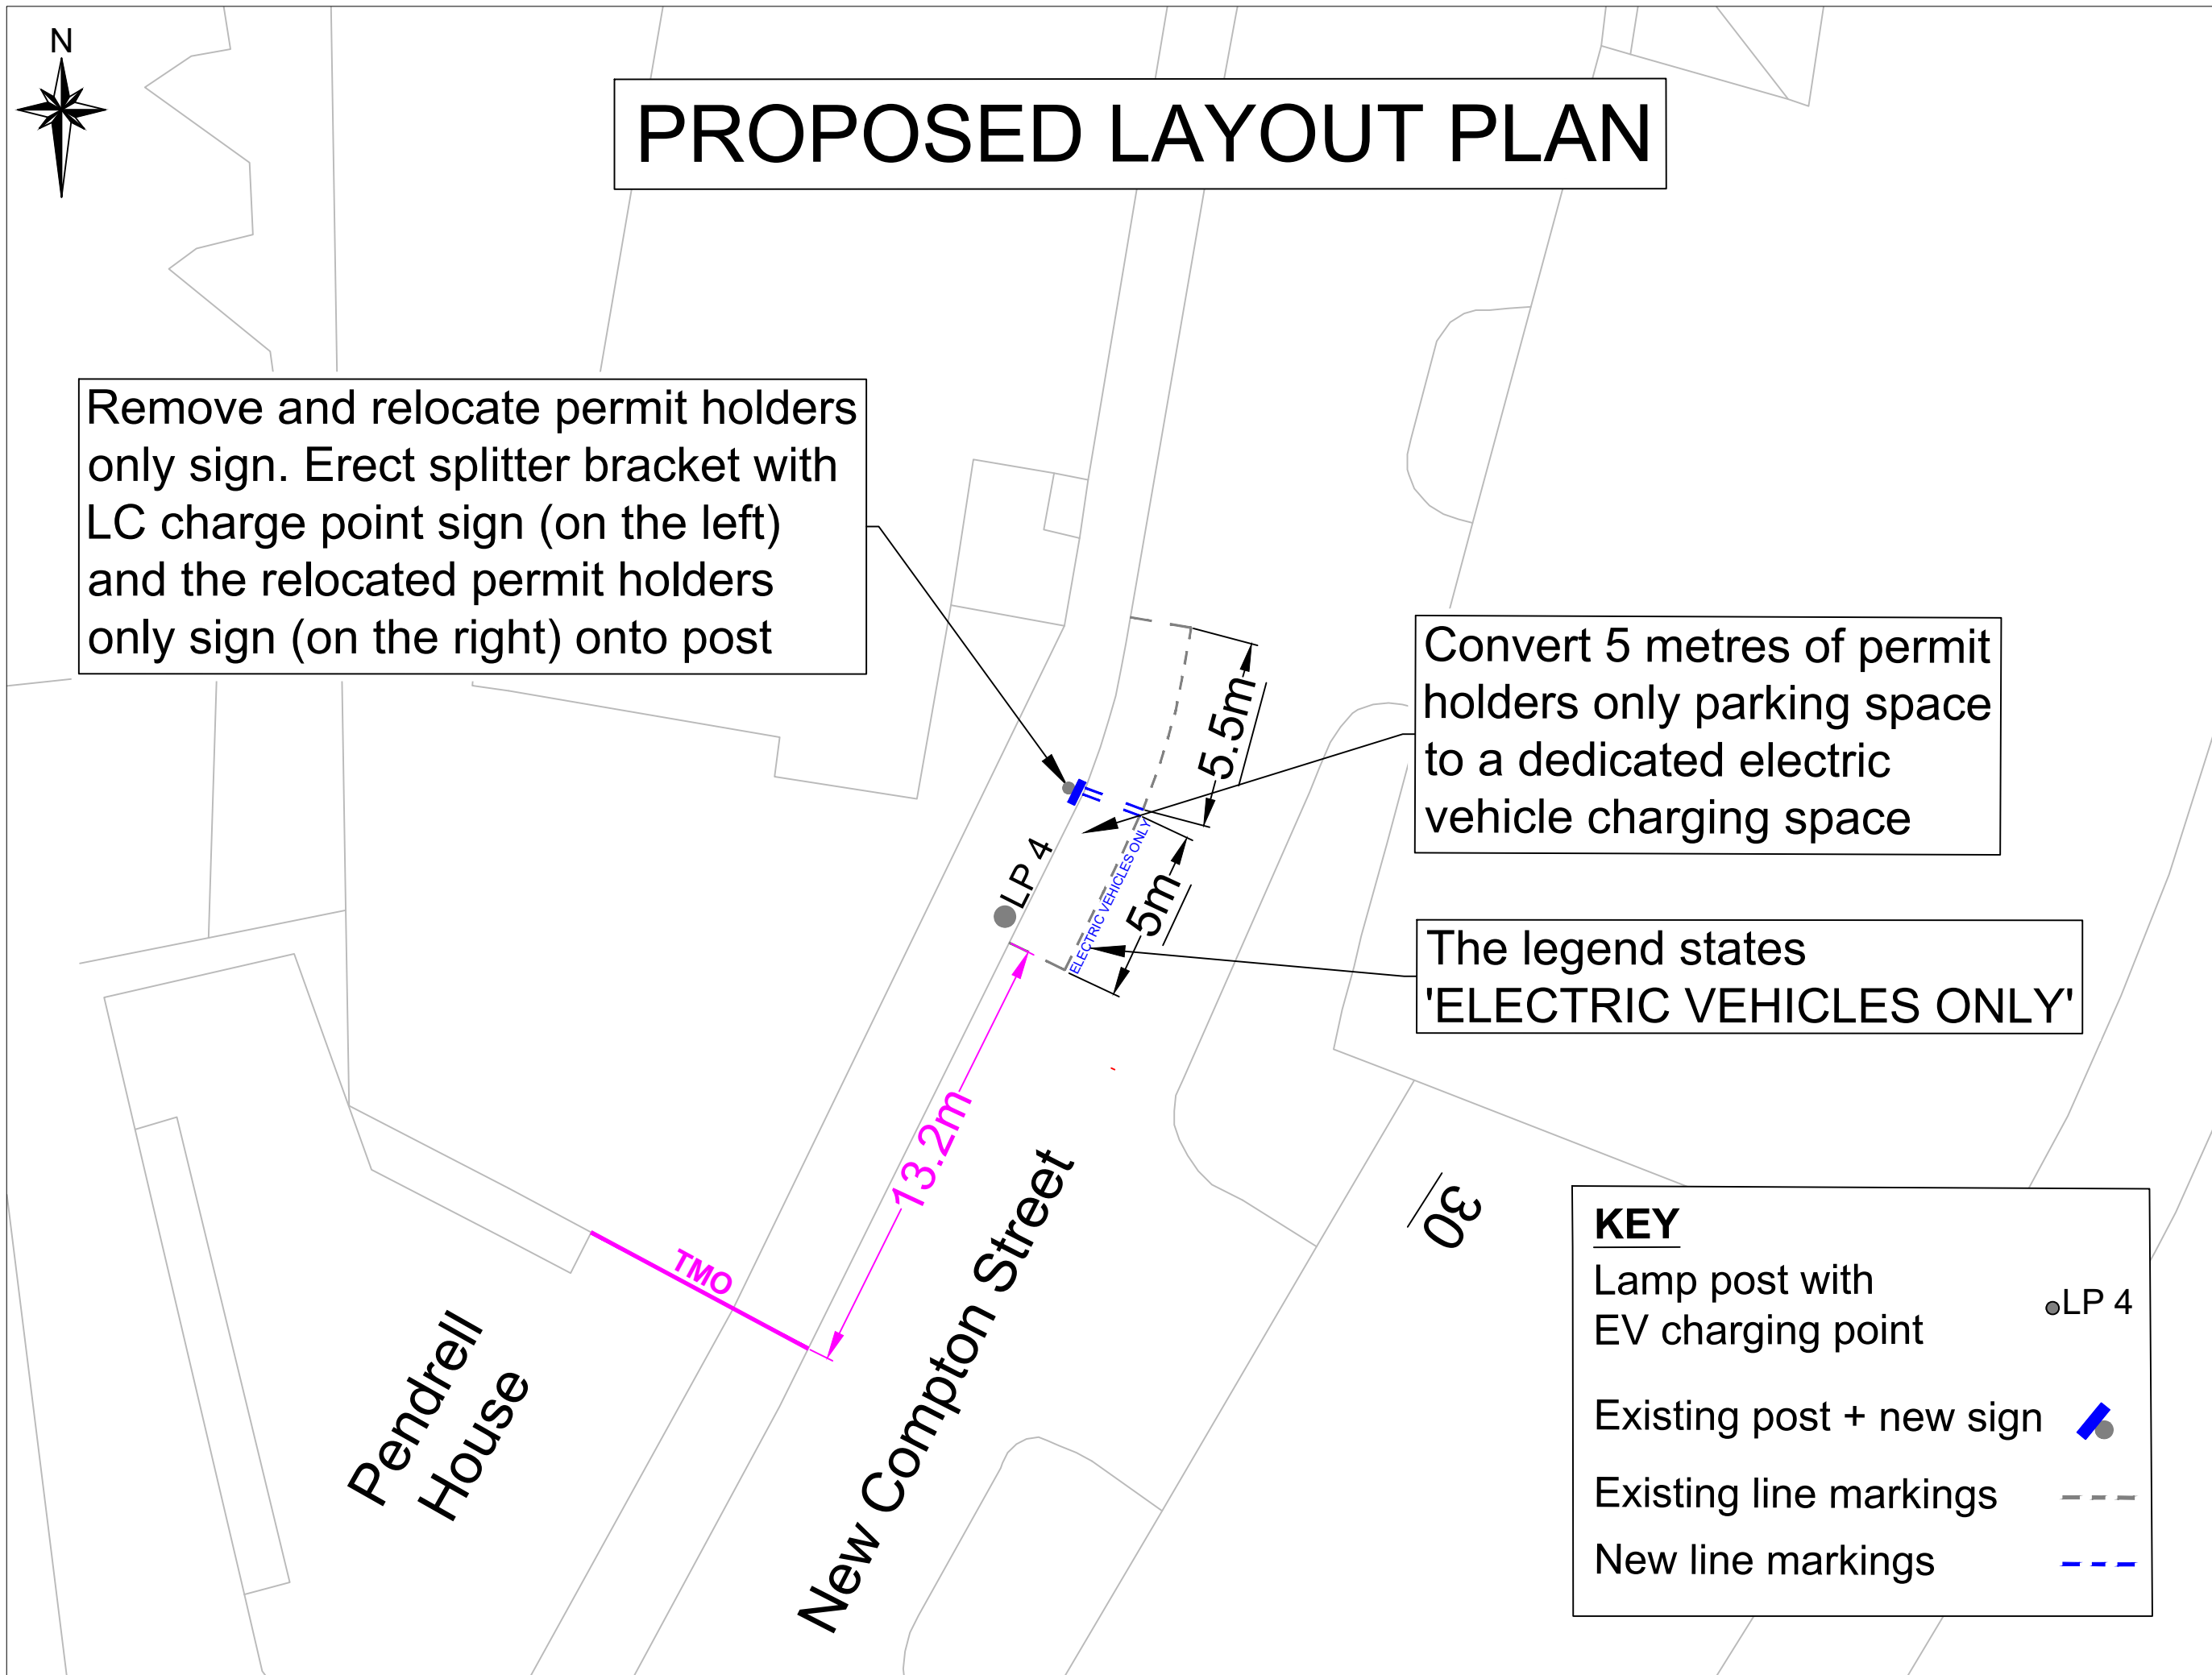 N
PROPOSED LAYOUT PLAN
Remove and relocate permit holders
only sign. Erect splitter bracket with
LC charge point sign (on the left)
and the relocated permit holders
only sign (on the right) onto post
Convert 5 metres of permit
holders only parking space
to a dedicated electric
vehicle charging space
5.5m
LP 4
ELECTRIC VEHICLES ONLY
5m
The legend states
'ELECTRIC VEHICLES ONLY'
13.2m
TMO
Pendrell
House
New Compton Street
30
KEY
Lamp post with
EV charging point
LP 4
Existing post + new sign
Existing line markings
New line markings